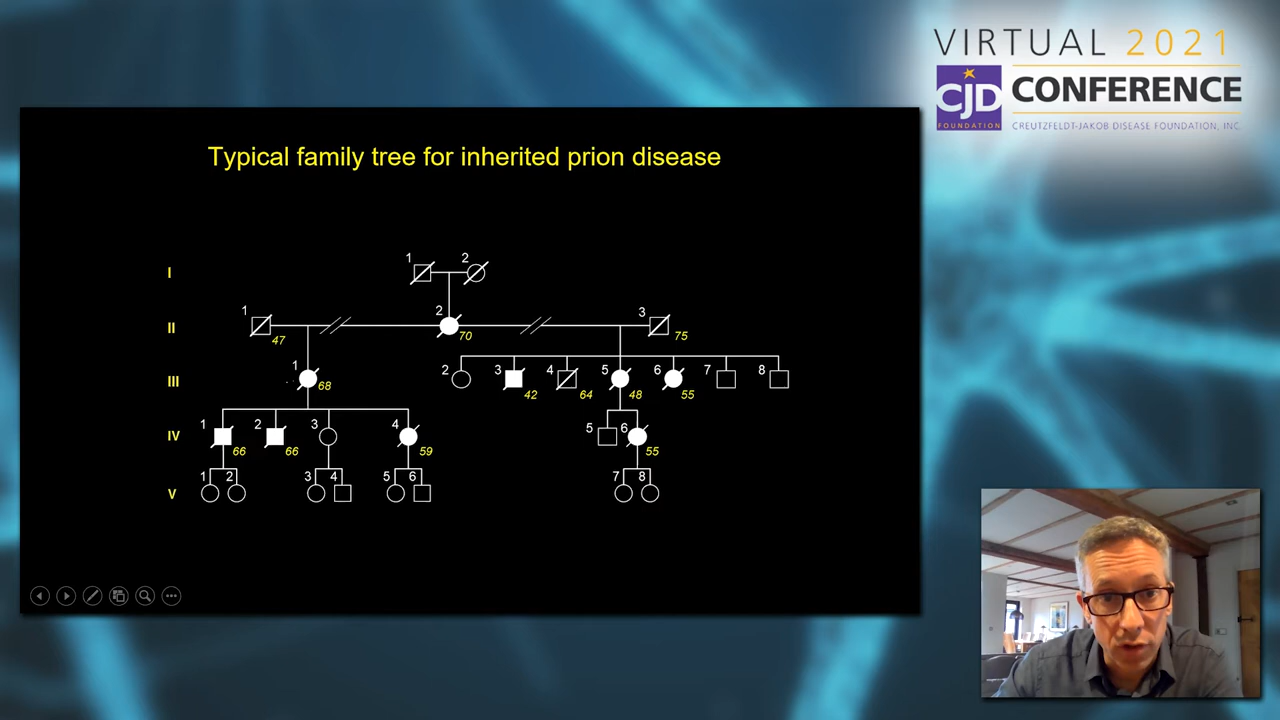 VIRTUAL 2021
CJD CONFERENCE
FOUNDATION CREUTZFELDT-JAKOB DISEASE FOUNDATION, INC.
Typical family tree for inherited prion disease
I 1 2
II 1 47 2 70 3 75
III 1 68 2 3 42 4 64 5 48 6 55 7 8
IV 1 66 2 66 3 4 59 5 6 55
V 1 2 3 4 5 6 7 8